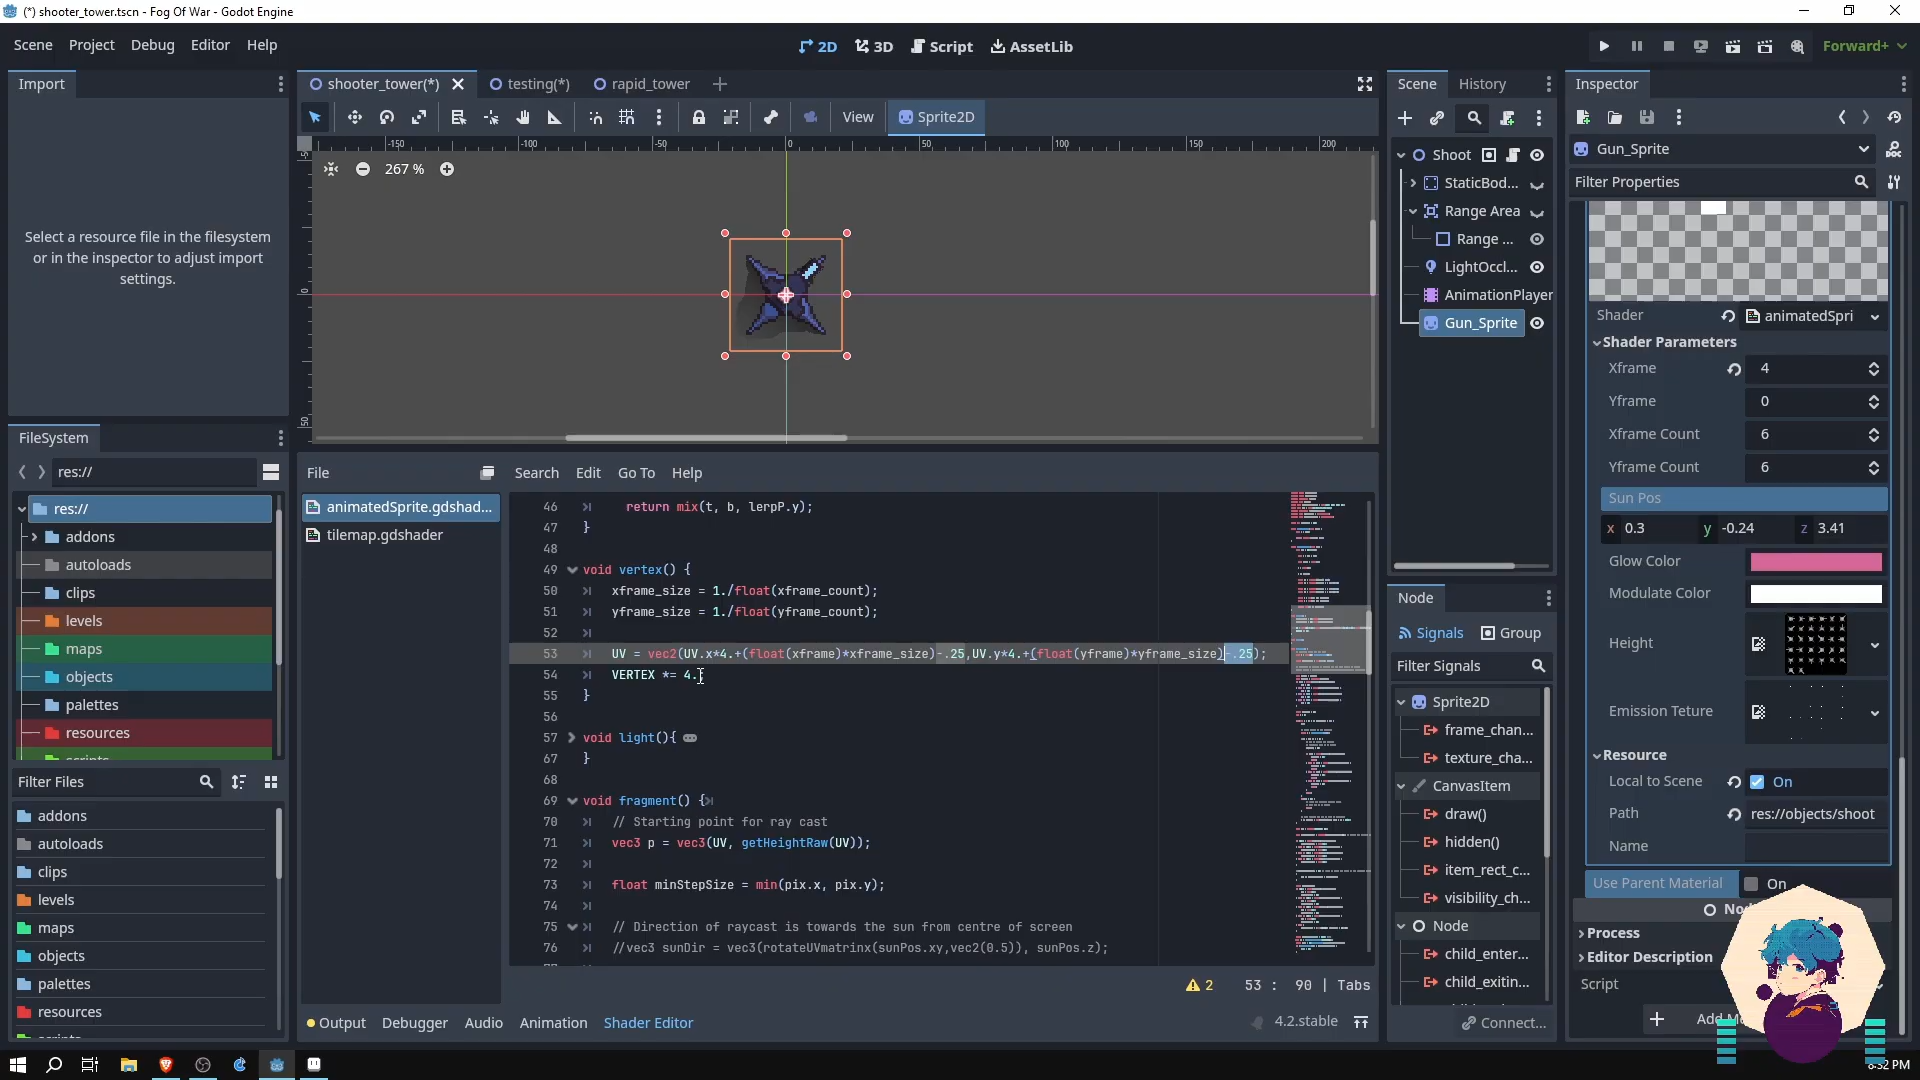 (*) shooter_tower.tscn - Fog Of War - Godot Engine
Scene Project Debug Editor Help
2D 3D Script AssetLib
Forward+
Import
shooter_tower(*) testing(*) rapid_tower
View Sprite2D
-150 -100 -50 0 50 100 150 200
267 %
0
50
Select a resource file in the filesystem
or in the inspector to adjust import
settings.
FileSystem
res://
res://
addons
autoloads
clips
levels
maps
objects
palettes
resources
scripts
Filter Files
addons
autoloads
clips
levels
maps
objects
palettes
resources
File Search Edit Go To Help
animatedSprite.gdshad...
tilemap.gdshader
46 return mix(t, b, lerpP.y);
47 }
48
49 void vertex() {
50 xframe_size = 1./float(xframe_count);
51 yframe_size = 1./float(yframe_count);
52
53 UV = vec2(UV.x*4.+(float(xframe)*xframe_size)-.25,UV.y*4.+(float(yframe)*yframe_size)-.25);
54 VERTEX *= 4.;
55 }
56
57 void light(){
67 }
68
69 void fragment() {
70 // Starting point for ray cast
71 vec3 p = vec3(UV, getHeightRaw(UV));
72
73 float minStepSize = min(pix.x, pix.y);
74
75 // Direction of raycast is towards the sun from centre of screen
76 //vec3 sunDir = vec3(rotateUVmatrinx(sunPos.xy,vec2(0.5)), sunPos.z);
2 53 : 90 | Tabs
Output Debugger Audio Animation Shader Editor
4.2.stable
Scene History
Shoot
StaticBod...
Range Area
Range ...
LightOccl...
AnimationPlayer
Gun_Sprite
Node
Signals Group
Filter Signals
Sprite2D
frame_chan...
texture_cha...
CanvasItem
draw()
hidden()
item_rect_c...
visibility_ch...
Node
child_enter...
child_exitin...
Connect...
Inspector
Gun_Sprite
DOC
Filter Properties
Shader animatedSpri
Shader Parameters
Xframe 4
Yframe 0
Xframe Count 6
Yframe Count 6
Sun Pos
x 0.3 y -0.24 z 3.41
Glow Color
Modulate Color
Height
Emission Teture
Resource
Local to Scene On
Path res://objects/shoot
Name
Use Parent Material On
Process
Editor Description
Script